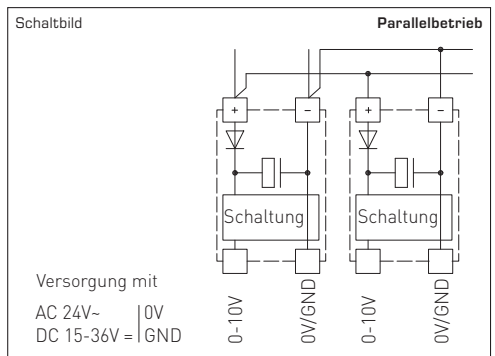 Schaltbild
Parallelbetrieb
+
−
+
−
Schaltung
Schaltung
Versorgung mit
AC 24V~ | 0V
DC 15-36V = | GND
0-10V
0V/GND
0-10V
0V/GND